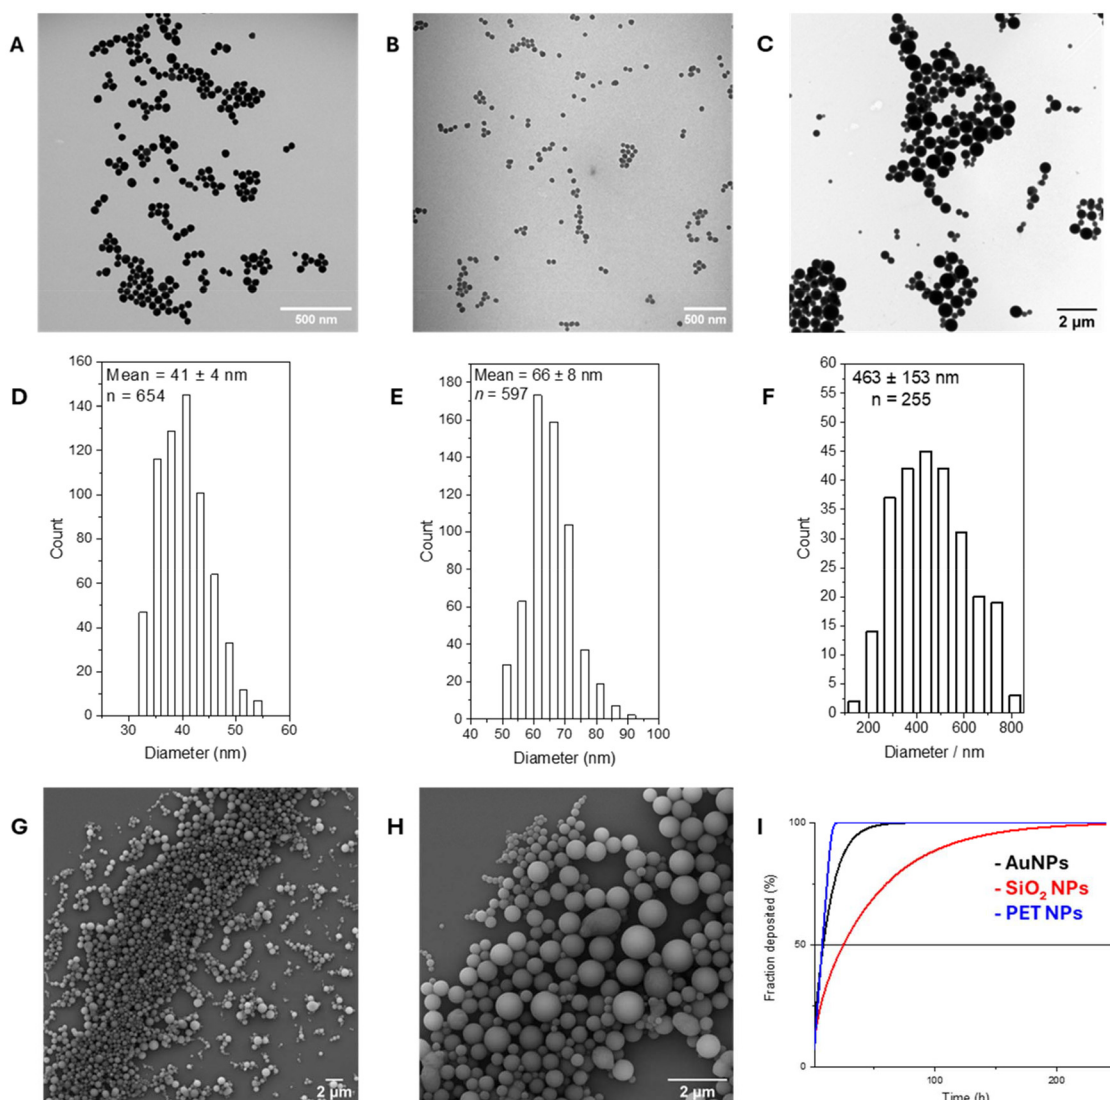 A
B
C
500 nm
500 nm
2 µm
D
160
140
120
100
80
60
40
20
0
Count
Mean = 41 ± 4 nm
n = 654
30
40
50
60
Diameter (nm)
E
180
160
140
120
100
80
60
40
20
0
Count
Mean = 66 ± 8 nm
n = 597
40
50
60
70
80
90
100
Diameter (nm)
F
60
55
50
45
40
35
30
25
20
15
10
5
0
Count
463 ± 153 nm
n = 255
200
400
600
800
Diameter / nm
G
2 µm
H
2 µm
I
100
50
0
Fraction deposited (%)
- AuNPs
- SiO₂ NPs
- PET NPs
100
200
Time (h)